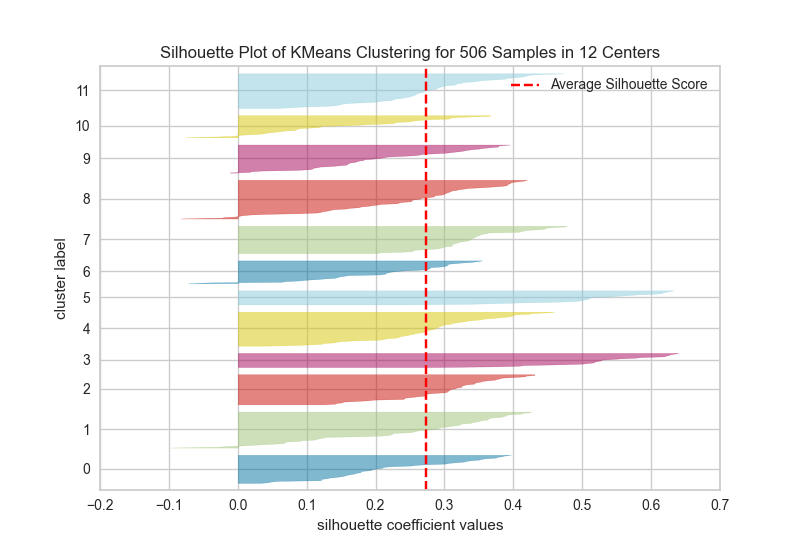 Silhouette Plot of KMeans Clustering for 506 Samples in 12 Centers
Average Silhouette Score
11
10
9
8
7
6
5
4
3
2
1
0
cluster label
−0.2 −0.1 0.0 0.1 0.2 0.3 0.4 0.5 0.6 0.7
silhouette coefficient values